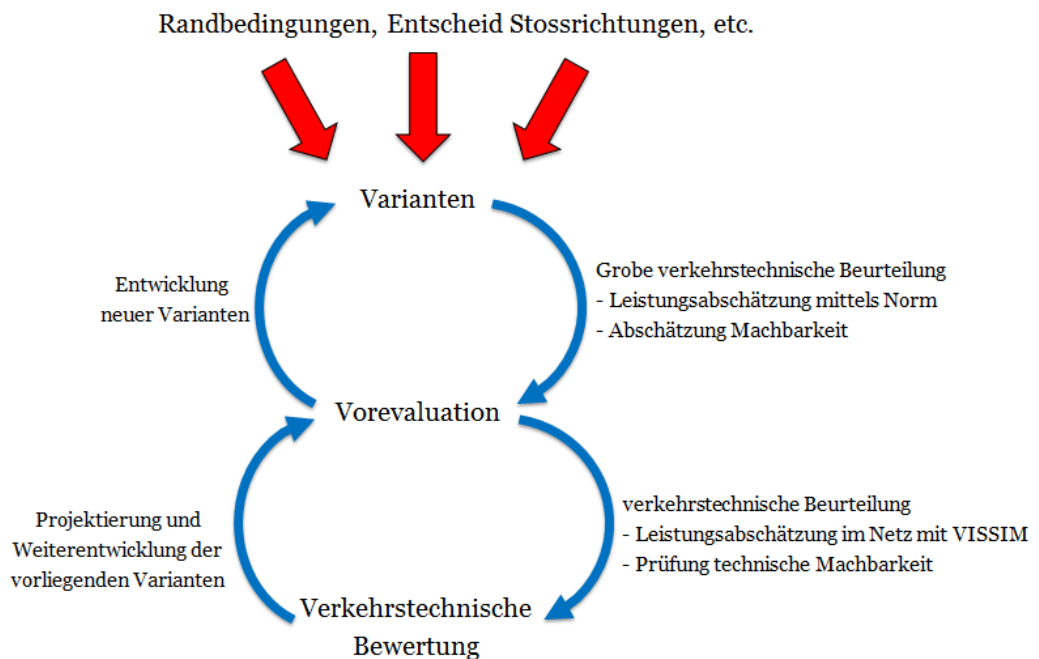 Randbedingungen, Entscheid Stossrichtungen, etc.
Varianten
Entwicklung
neuer Varianten
Grobe verkehrstechnische Beurteilung
- Leistungsabschätzung mittels Norm
- Abschätzung Machbarkeit
Vorevaluation
Projektierung und
Weiterentwicklung der
vorliegenden Varianten
verkehrstechnische Beurteilung
- Leistungsabschätzung im Netz mit VISSIM
- Prüfung technische Machbarkeit
Verkehrstechnische
Bewertung